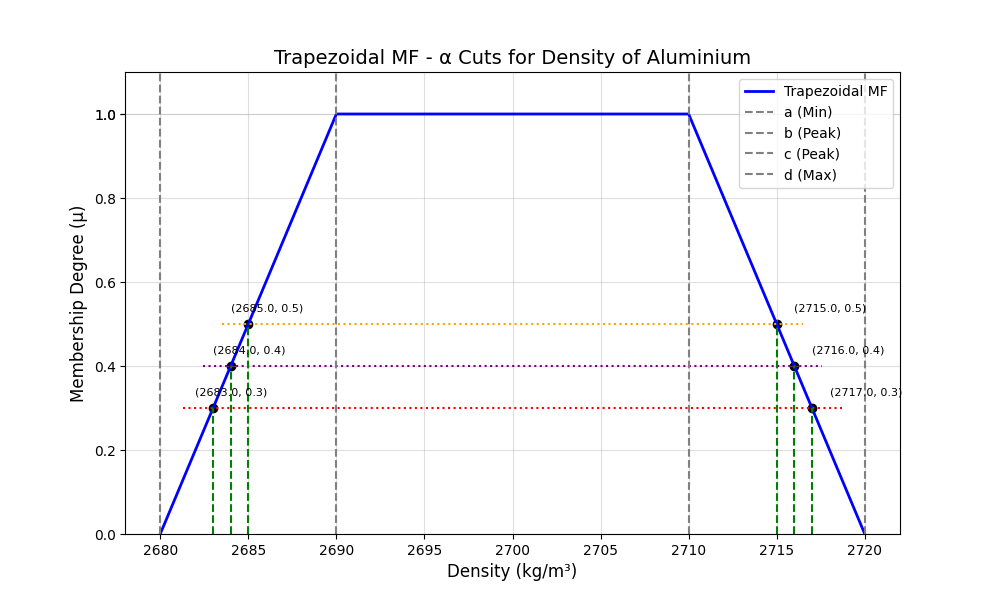 Trapezoidal MF - α Cuts for Density of Aluminium
Trapezoidal MF
a (Min)
b (Peak)
c (Peak)
d (Max)
Membership Degree (μ)
1.0
0.8
0.6
0.4
0.2
0.0
(2685.0, 0.5)
(2715.0, 0.5)
(2684.0, 0.4)
(2716.0, 0.4)
(2683.0, 0.3)
(2717.0, 0.3)
2680 2685 2690 2695 2700 2705 2710 2715 2720
Density (kg/m³)